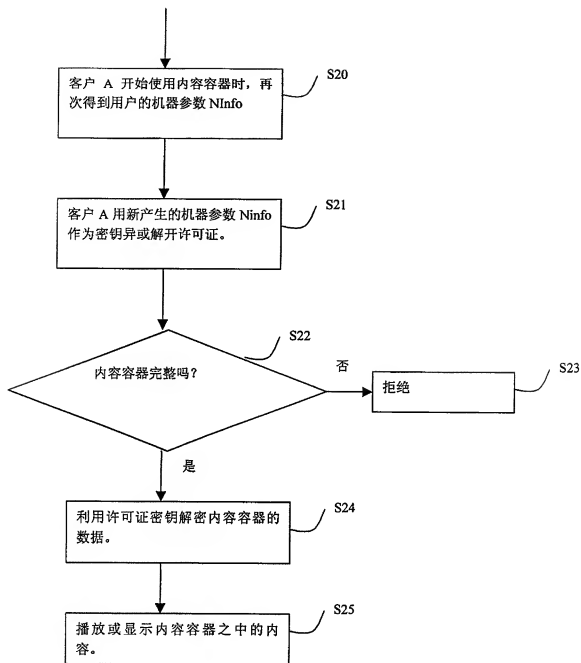 客户 A 开始使用内容容器时，再
次得到用户的机器参数 NInfo
S20
客户 A 用新产生的机器参数 Ninfo
作为密钥异或解开许可证。
S21
S22
内容容器完整吗？
否
拒绝
S23
是
利用许可证密钥解密内容容器的
数据。
S24
播放或显示内容容器之中的内
容。
S25